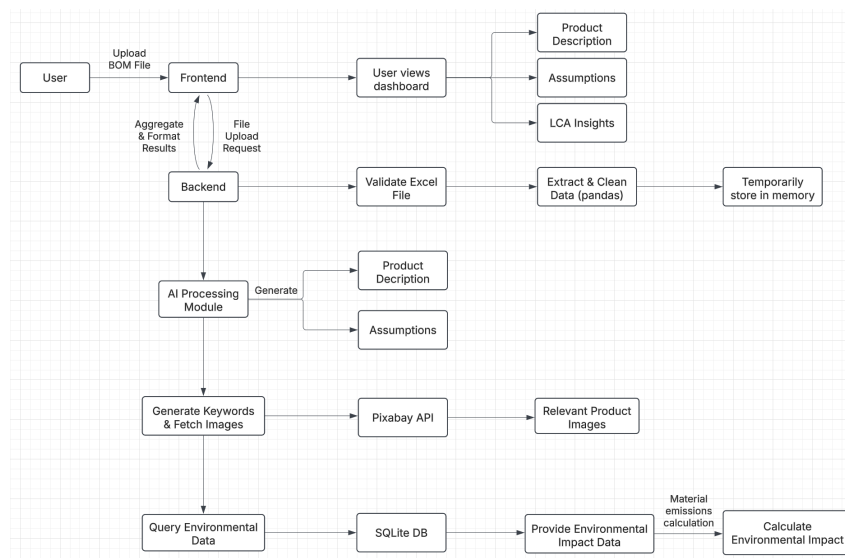 Product
Description
Upload
BOM File
User
Frontend
User views
dashboard
Assumptions
LCA Insights
Aggregate
& Format
Results
File
Upload
Request
Backend
Validate Excel
File
Extract & Clean
Data (pandas)
Temporarily
store in memory
AI Processing
Module
Generate
Product
Decription
Assumptions
Generate Keywords
& Fetch Images
Pixabay API
Relevant Product
Images
Query Environmental
Data
SQLite DB
Provide Environmental
Impact Data
Material
emissions
calculation
Calculate
Environmental Impact